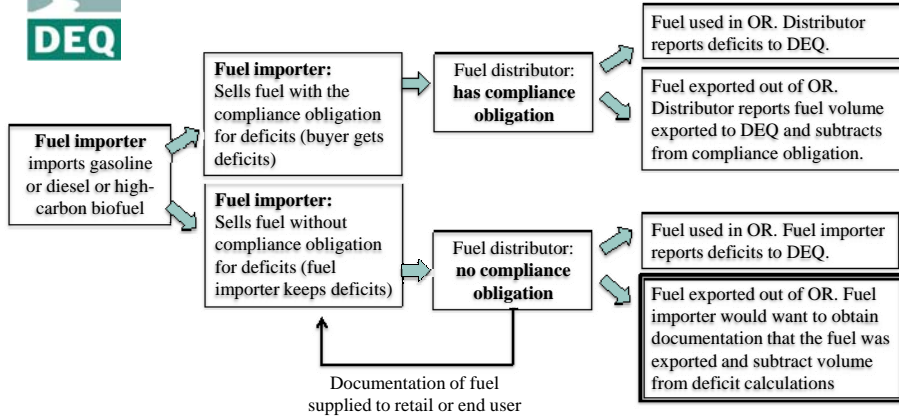 DEQ
Fuel importer
imports gasoline
or diesel or high-
carbon biofuel
Fuel importer:
Sells fuel with the
compliance obligation
for deficits (buyer gets
deficits)
Fuel distributor:
has compliance
obligation
Fuel used in OR. Distributor
reports deficits to DEQ.
Fuel exported out of OR.
Distributor reports fuel volume
exported to DEQ and subtracts
from compliance obligation.
Fuel importer:
Sells fuel without
compliance obligation
for deficits (fuel
importer keeps deficits)
Fuel distributor:
no compliance
obligation
Fuel used in OR. Fuel importer
reports deficits to DEQ.
Fuel exported out of OR. Fuel
importer would want to obtain
documentation that the fuel was
exported and subtract volume
from deficit calculations
Documentation of fuel
supplied to retail or end user